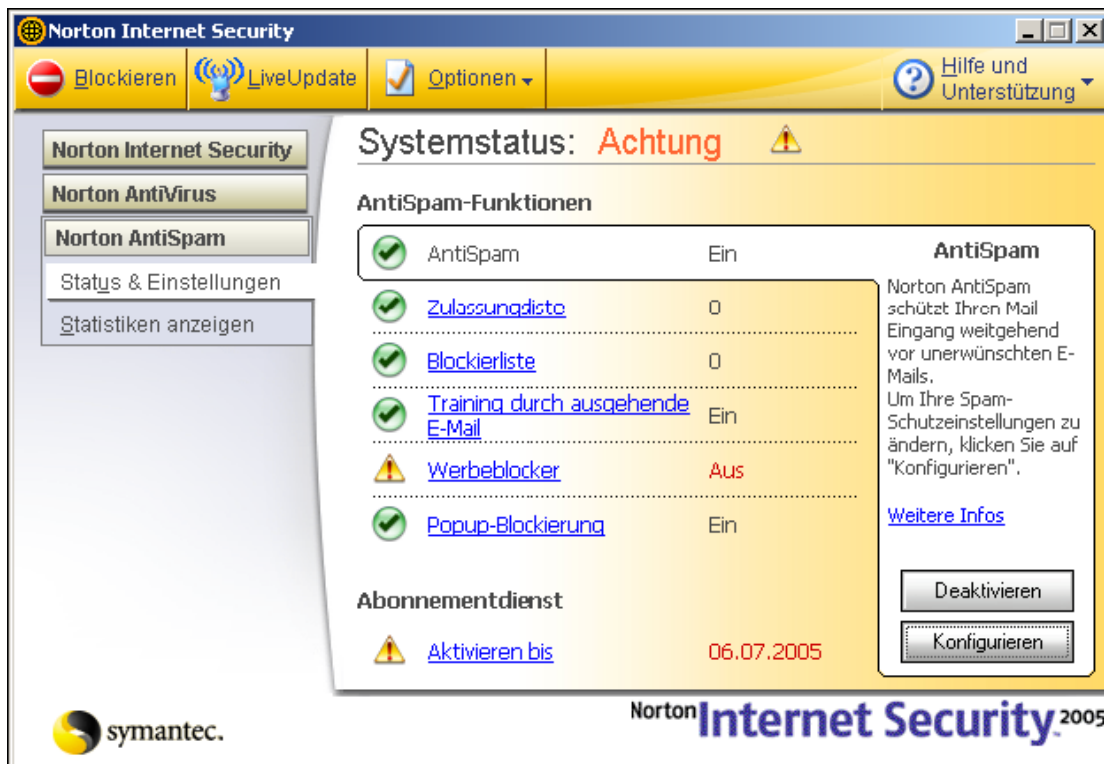 Norton Internet Security
Blockieren
LiveUpdate
Optionen
Hilfe und
Unterstützung
Norton Internet Security
Norton AntiVirus
Norton AntiSpam
Status & Einstellungen
Statistiken anzeigen
Systemstatus: Achtung
AntiSpam-Funktionen
AntiSpam Ein
Zulassungsliste 0
Blockierliste 0
Training durch ausgehende
E-Mail Ein
Werbeblocker Aus
Popup-Blockierung Ein
Abonnementdienst
Aktivieren bis 06.07.2005
AntiSpam
Norton AntiSpam
schützt Ihren Mail
Eingang weitgehend
vor unerwünschten E-
Mails.
Um Ihre Spam-
Schutzeinstellungen zu
ändern, klicken Sie auf
"Konfigurieren".
Weitere Infos
Deaktivieren
Konfigurieren
symantec.
Norton Internet Security 2005